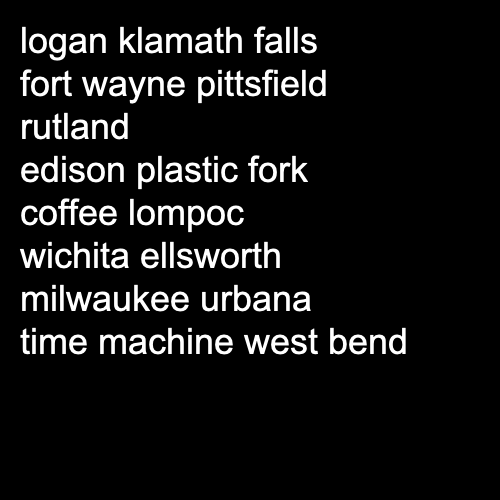 logan klamath falls
fort wayne pittsfield
rutland
edison plastic fork
coffee lompoc
wichita ellsworth
milwaukee urbana
time machine west bend